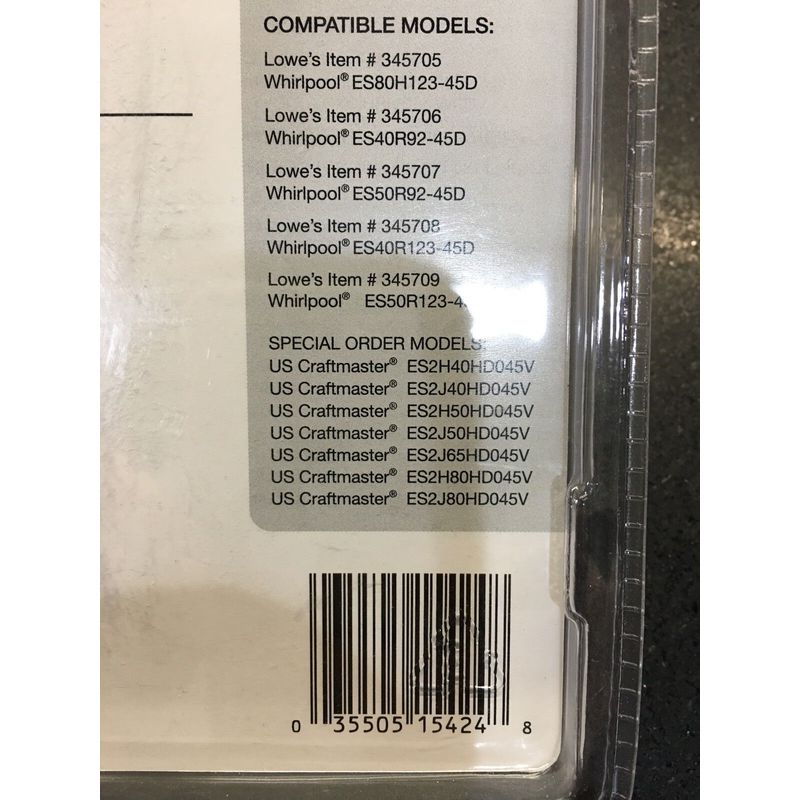 COMPATIBLE MODELS:
Lowe's Item # 345705
Whirlpool® ES80H123-45D
Lowe's Item # 345706
Whirlpool® ES40R92-45D
Lowe's Item # 345707
Whirlpool® ES50R92-45D
Lowe's Item # 345708
Whirlpool® ES40R123-45D
Lowe's Item # 345709
Whirlpool®
SPECIAL ORDER MODELS:
US Craftmaster® ES2H40HD045V
US Craftmaster® ES2J40HD045V
US Craftmaster® ES2H50HD045V
US Craftmaster® ES2J50HD045V
US Craftmaster® ES2J65HD045V
US Craftmaster® ES2H80HD045V
US Craftmaster® ES2J80HD045V
0 35505 15424 8